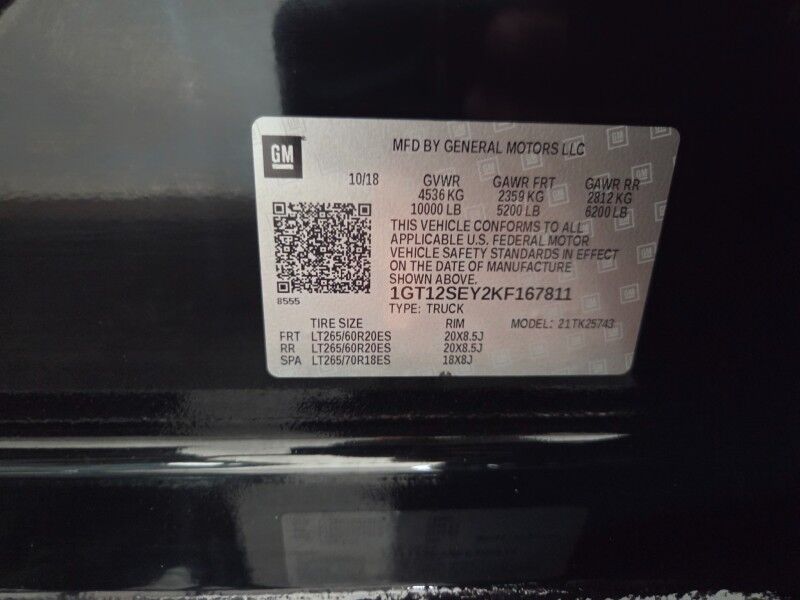 GM
MFD BY GENERAL MOTORS LLC
10/18 GVWR GAWR FRT GAWR RR
4536 KG 2359 KG 2812 KG
10000 LB 5200 LB 6200 LB
THIS VEHICLE CONFORMS TO ALL
APPLICABLE U.S. FEDERAL MOTOR
VEHICLE SAFETY STANDARDS IN EFFECT
ON THE DATE OF MANUFACTURE
SHOWN ABOVE.
8555
1GT12SEY2KF167811
TYPE: TRUCK
TIRE SIZE RIM MODEL: 21TK25743
FRT LT265/60R20ES 20X8.5J
RR LT265/60R20ES 20X8.5J
SPA LT265/70R18ES 18X8J